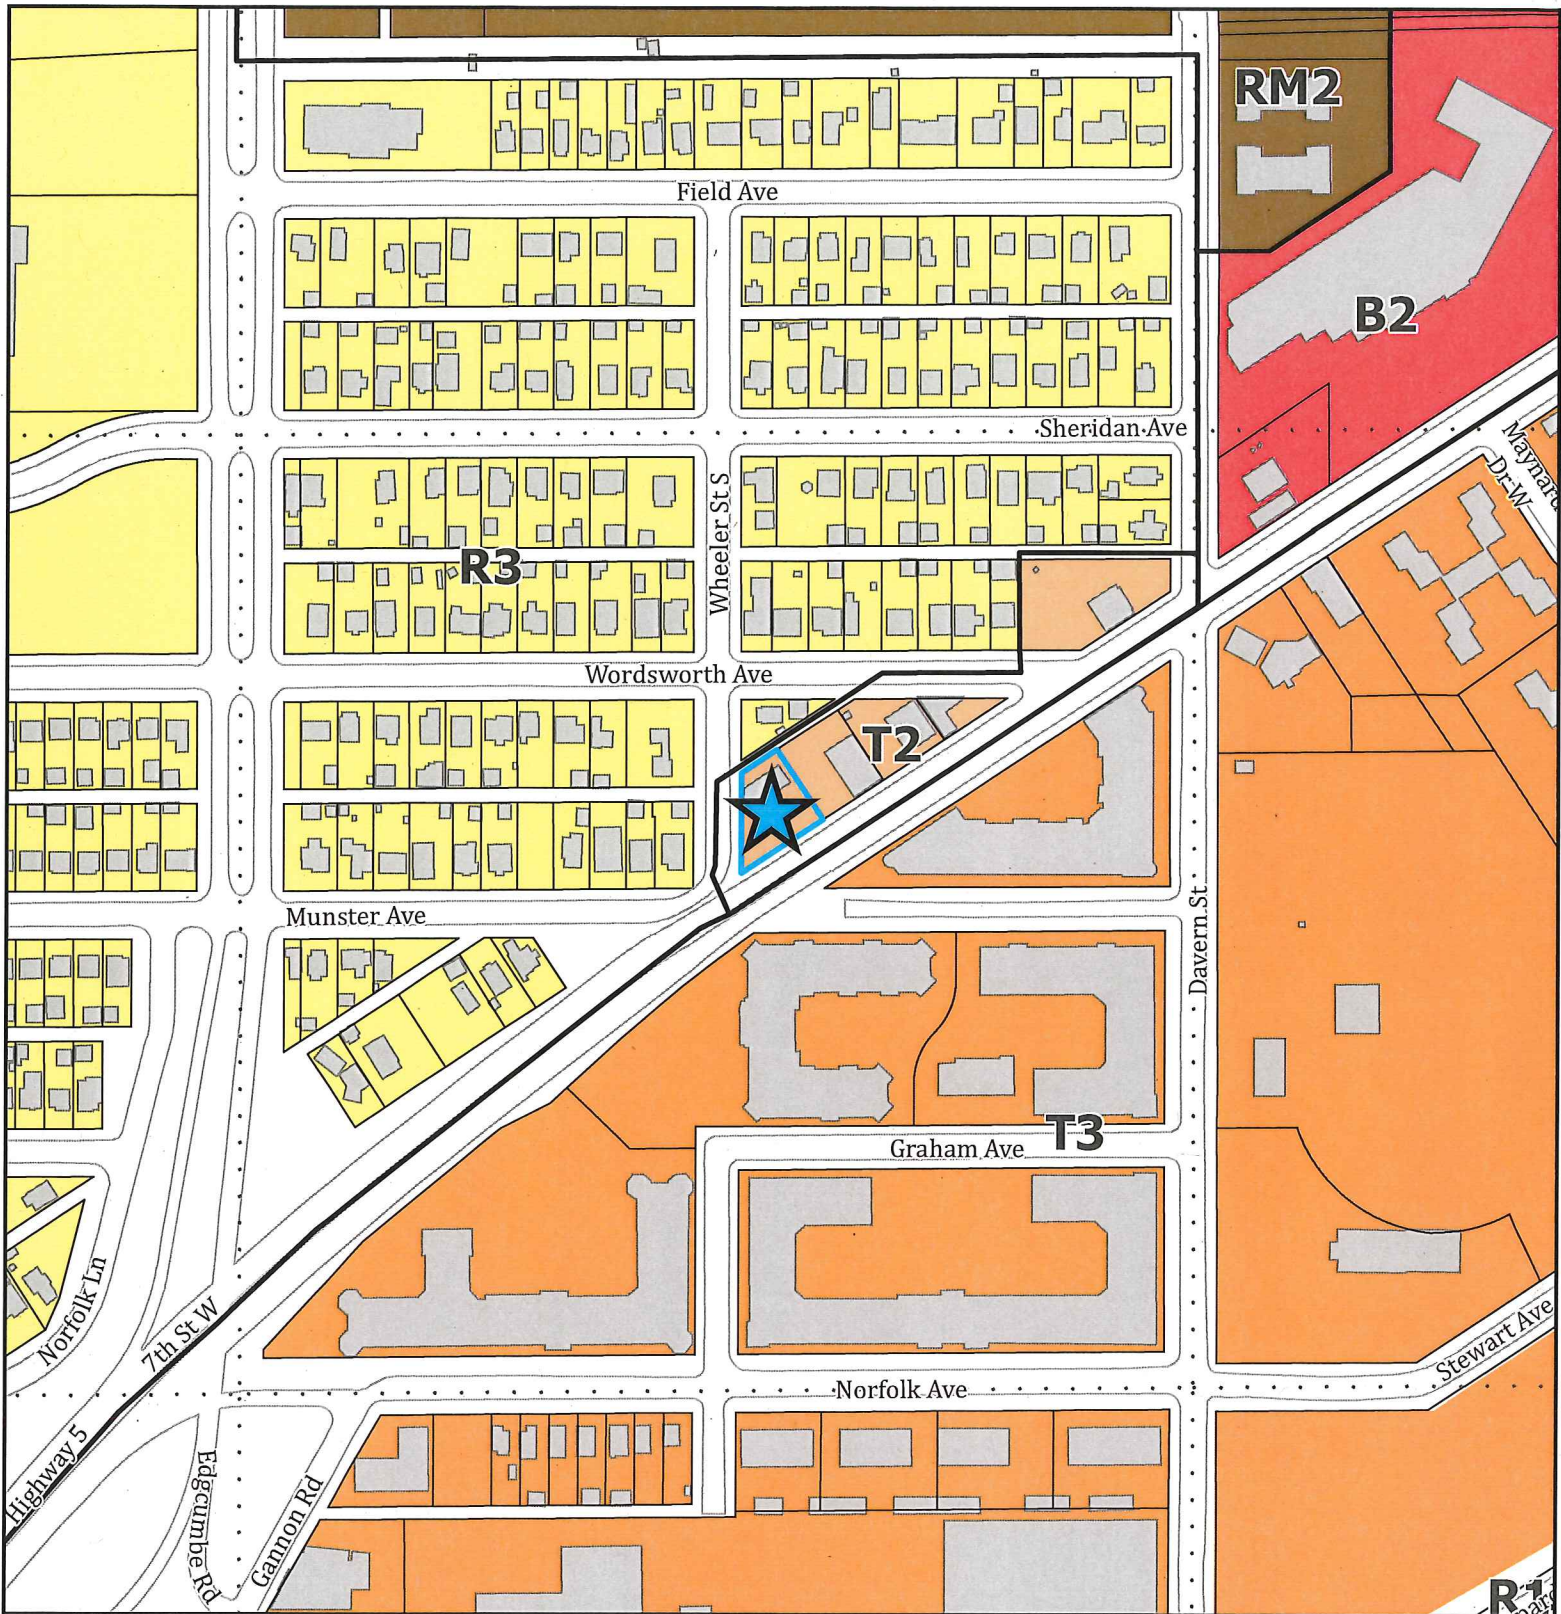 RM2
Field Ave
B2
Sheridan Ave
Maynard
Dr W
Wheeler St S
R3
Wordsworth Ave
T2
Munster Ave
Davern St
T3
Graham Ave
Norfolk Ln
7th St W
Stewart Ave
Norfolk Ave
Highway 5
Edgcumbe Rd
Gannon Rd
R1